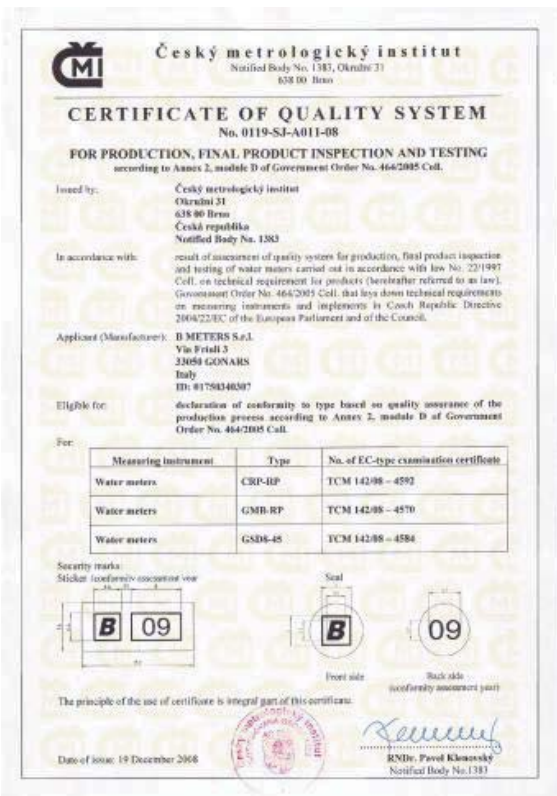 ČMI
Český metrologický institut
Notified Body No. 1383, Okružní 31
638 00 Brno
CERTIFICATE OF QUALITY SYSTEM
No. 0119-SJ-A011-08
FOR PRODUCTION, FINAL PRODUCT INSPECTION AND TESTING
according to Annex 2, module D of Government Order No. 464/2005 Coll.
Issued by: Český metrologický institut
Okružní 31
638 00 Brno
Česká republika
Notified Body No. 1383
In accordance with: result of assessment of quality system for production, final product inspection
and testing of water meters carried out in accordance with law No. 22/1997
Coll. on technical requirement for products (hereinafter referred to as law),
Government Order No. 464/2005 Coll. that lays down technical requirements
on measuring instruments and implements in Czech Republic Directive
2004/22/EC of the European Parliament and of the Council.
Applicant (Manufacturer): B METERS S.r.l.
Via Friuli 3
33050 GONARS
Italy
ID: 01750340307
Eligible for: declaration of conformity to type based on quality assurance of the
production process according to Annex 2, module D of Government
Order No. 464/2005 Coll.
For:
Measuring instrument Type No. of EC-type examination certificate
Water meters CRP-RP TCM 142/08 – 4592
Water meters GMB-RP TCM 142/08 – 4570
Water meters GSD8-45 TCM 142/08 – 4584
Security marks:
Sticker (conformity assessment year Seal
B 09 B 09
Front side Back side
(conformity assessment year)
The principle of the use of certificate is integral part of this certificate.
Date of issue: 19 December 2008
RNDr. Pavel Klenovský
Notified Body No.1383